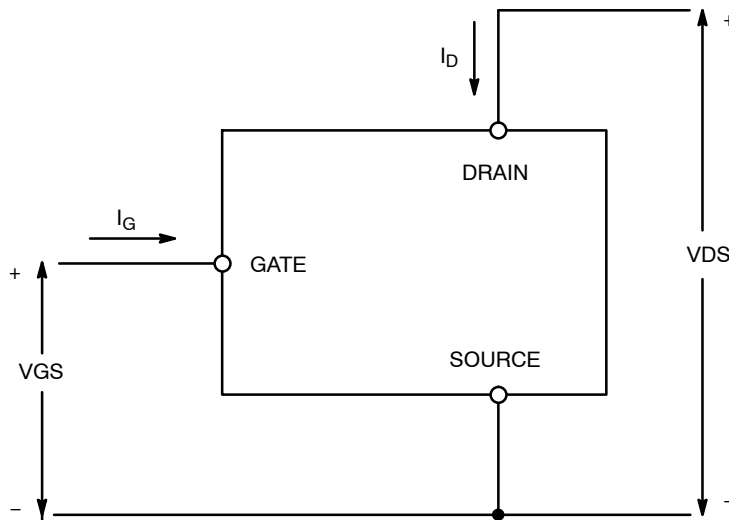 +
I_D
DRAIN
I_G
+
GATE
VDS
SOURCE
VGS
−
−